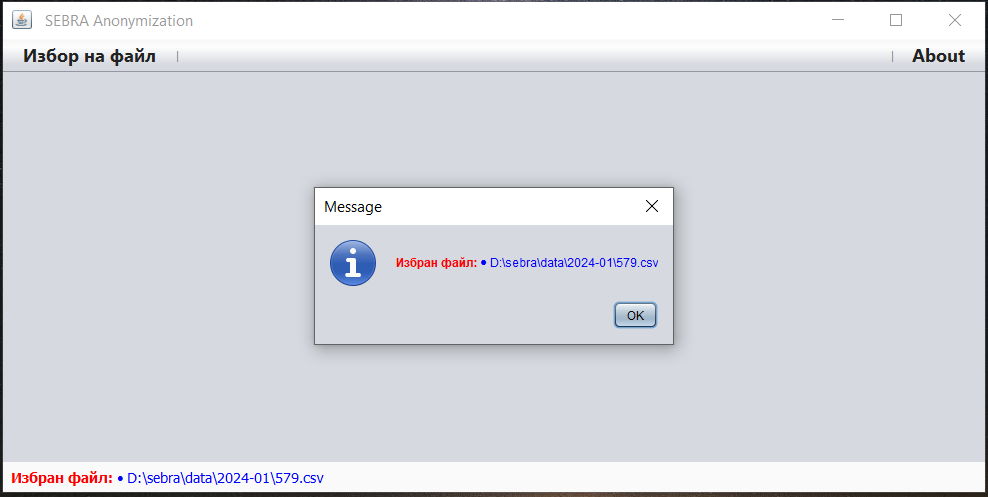 SEBRA Anonymization
Избор на файл About
Message
Избран файл: • D:\sebra\data\2024-01\579.csv
OK
Избран файл: • D:\sebra\data\2024-01\579.csv